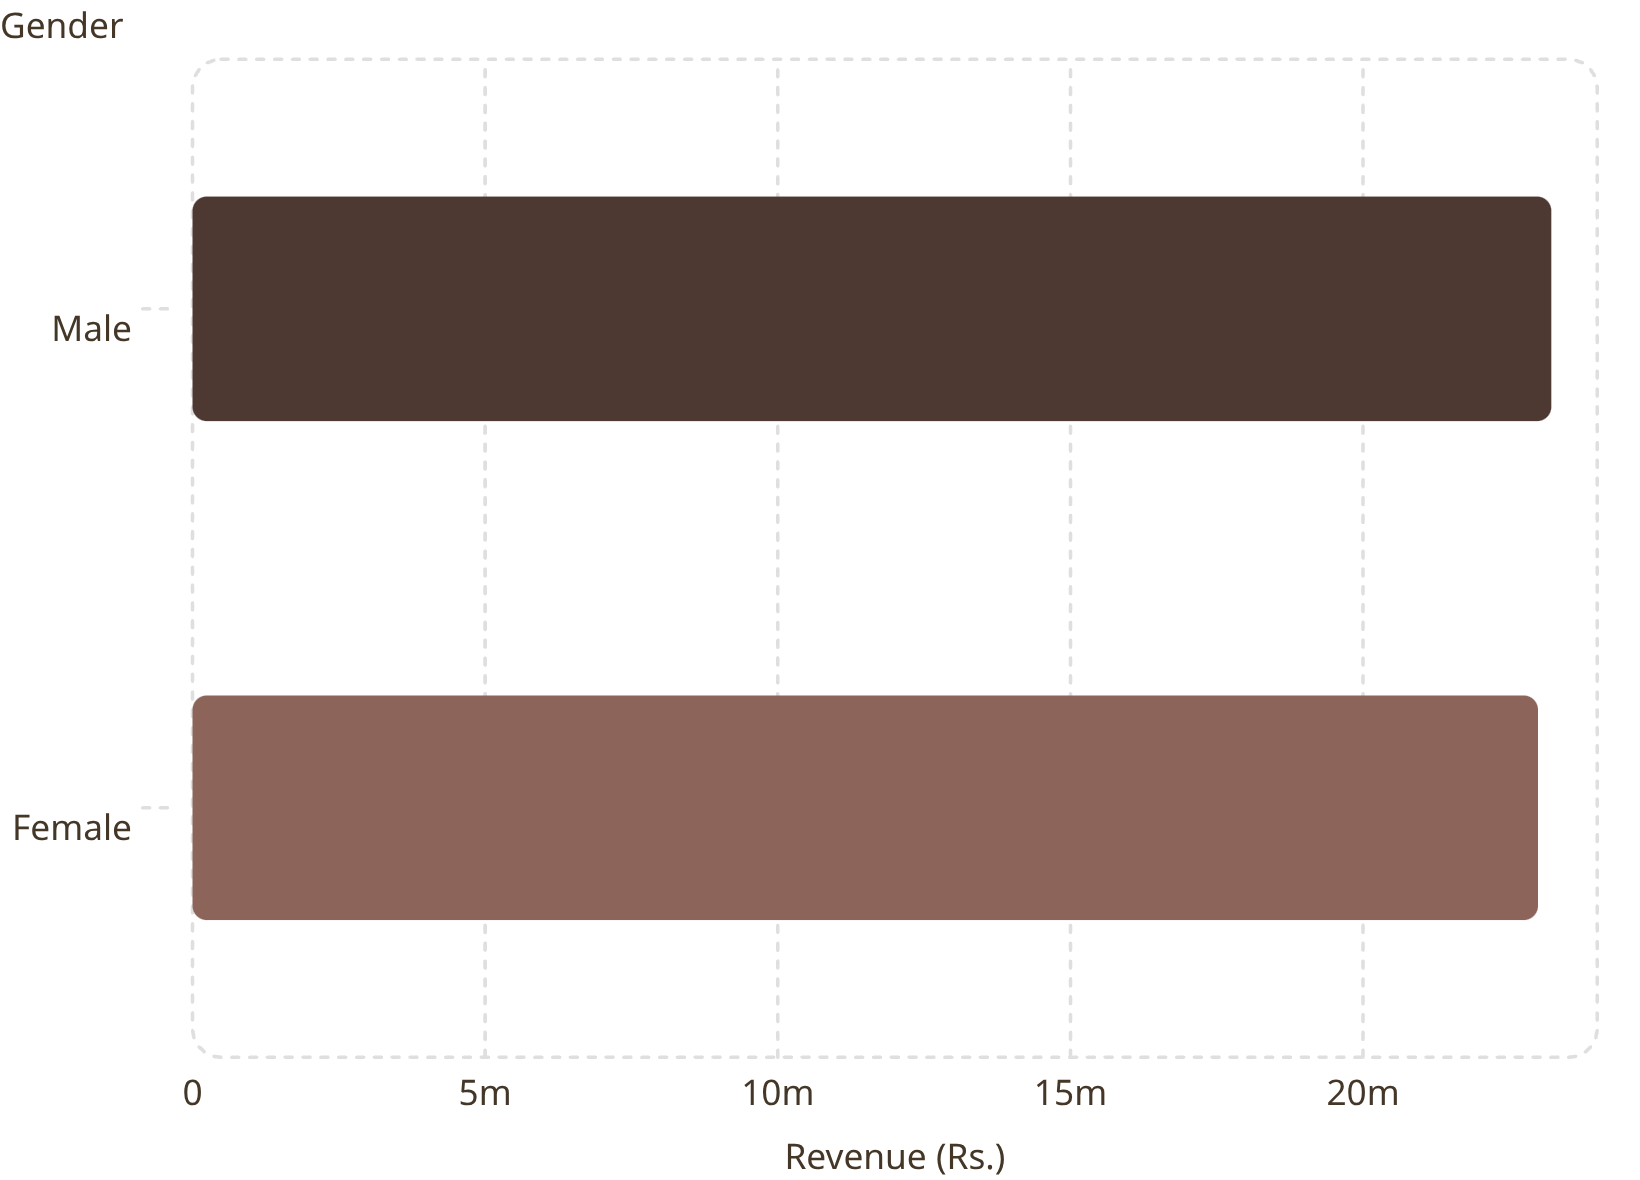 Gender
Male
Female
0 5m 10m 15m 20m
Revenue (Rs.)